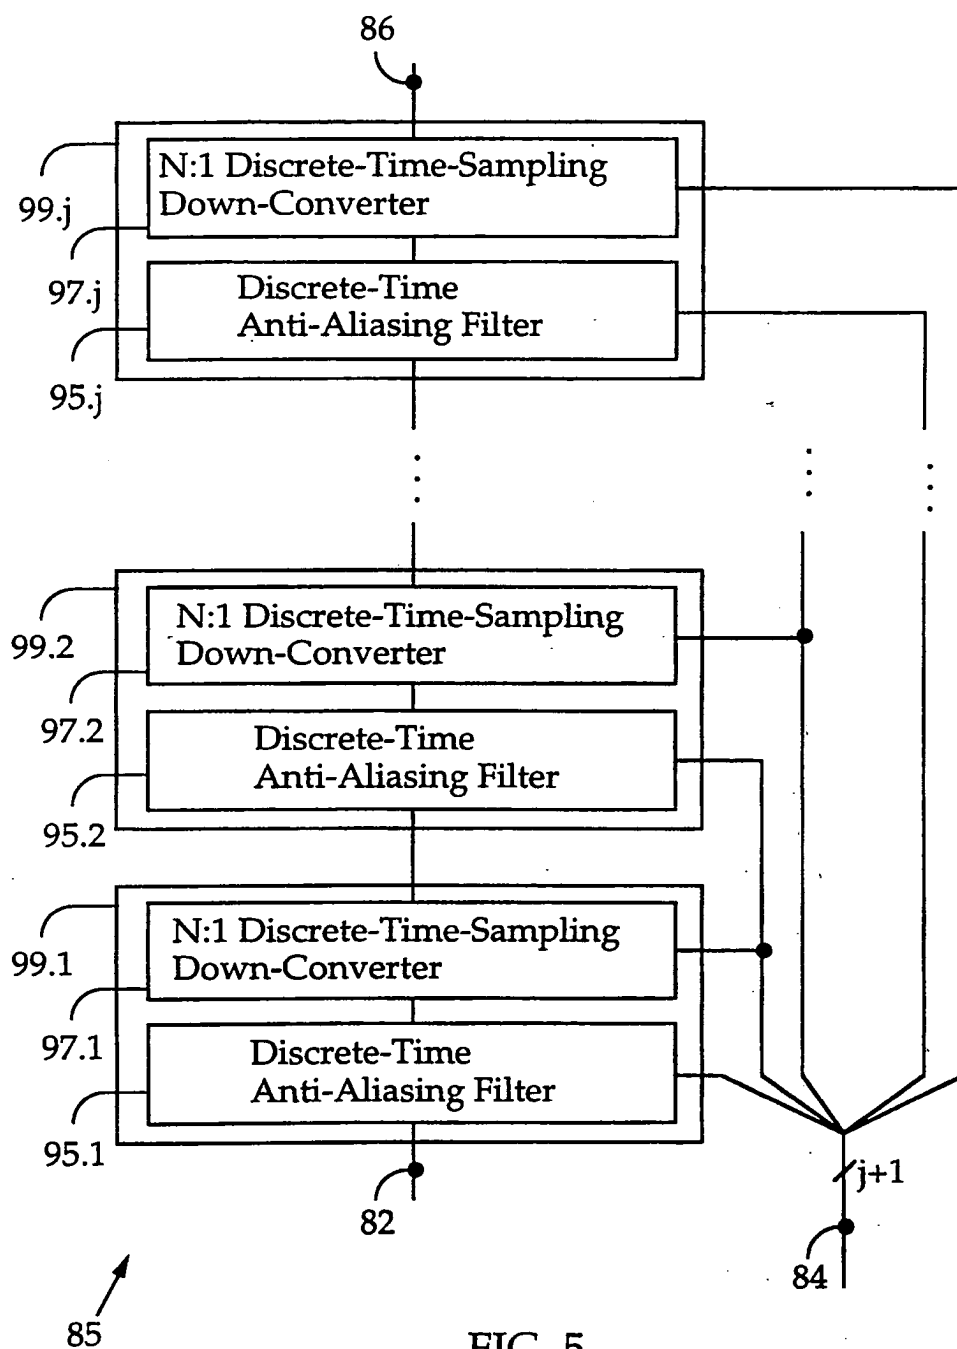 86
N:1 Discrete-Time-Sampling
Down-Converter
99.j
97.j
Discrete-Time
Anti-Aliasing Filter
95.j
N:1 Discrete-Time-Sampling
Down-Converter
99.2
97.2
Discrete-Time
Anti-Aliasing Filter
95.2
N:1 Discrete-Time-Sampling
Down-Converter
99.1
97.1
Discrete-Time
Anti-Aliasing Filter
95.1
j+1
82
84
85
FIG. 5